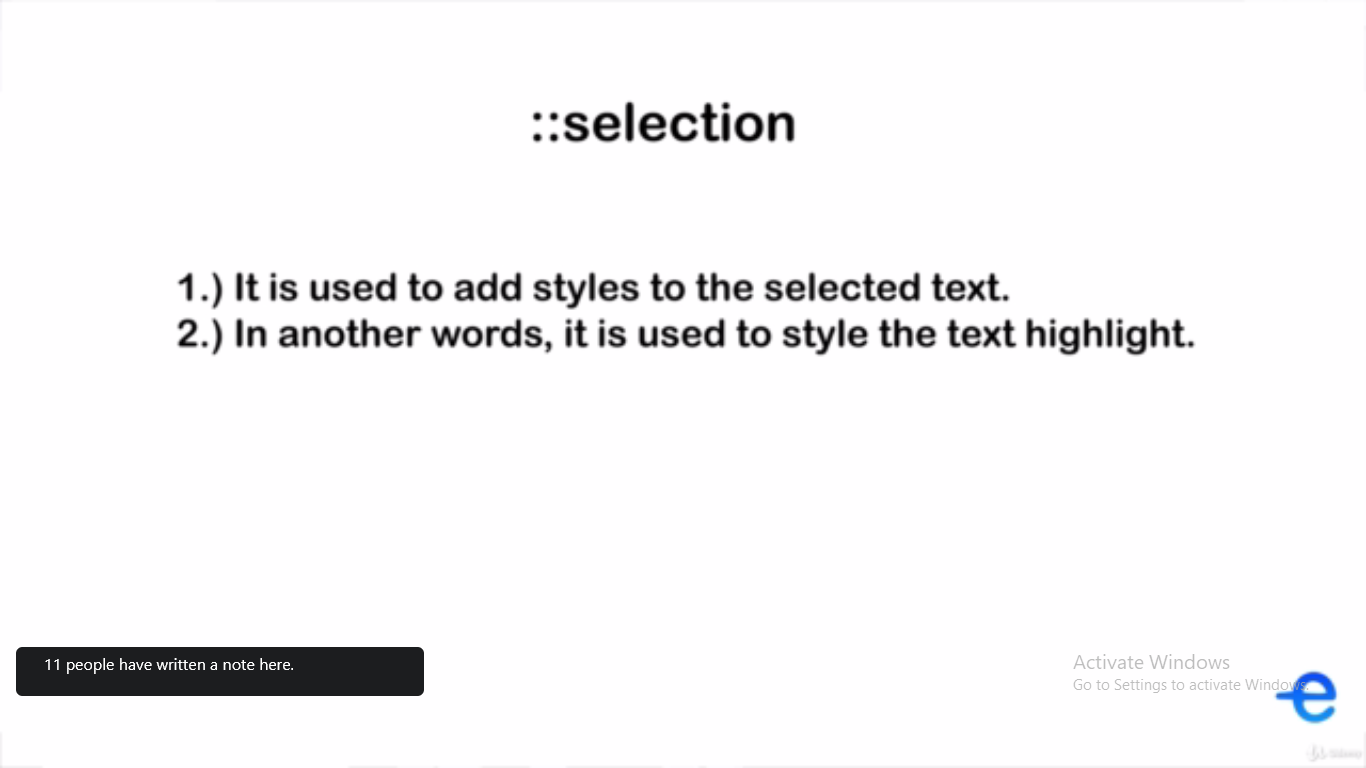 ::selection
1.) It is used to add styles to the selected text.
2.) In another words, it is used to style the text highlight.
11 people have written a note here.
Activate Windows
Go to Settings to activate Windows.
e
Udemy